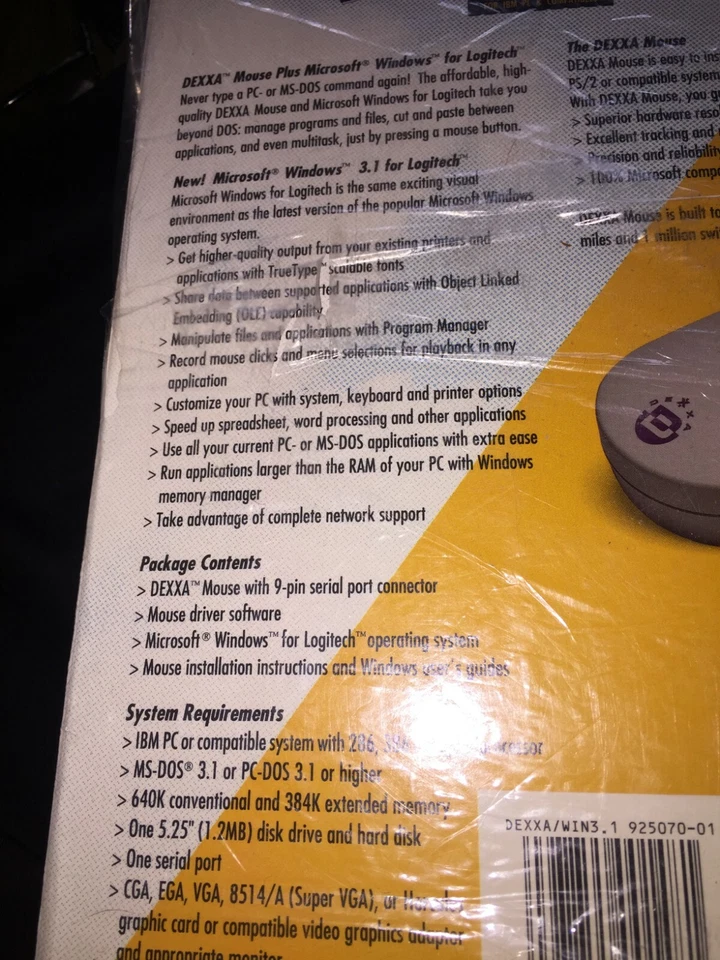 DEXXA™ Mouse Plus Microsoft® Windows™ for Logitech™
Never type a PC- or MS-DOS command again! The affordable, high-
quality DEXXA Mouse and Microsoft Windows for Logitech take you
beyond DOS: manage programs and files, cut and paste between
applications, and even multitask, just by pressing a mouse button.
New! Microsoft® Windows™ 3.1 for Logitech™
Microsoft Windows for Logitech is the same exciting visual
environment as the latest version of the popular Microsoft Windows
operating system.
> Get higher-quality output from your existing printers and
applications with TrueType™ scalable fonts
> Share data between supported applications with Object Linked
Embedding (OLE) capability
> Manipulate files and applications with Program Manager
> Record mouse clicks and menu selections for playback in any
application
> Customize your PC with system, keyboard and printer options
> Speed up spreadsheet, word processing and other applications
> Use all your current PC- or MS-DOS applications with extra ease
> Run applications larger than the RAM of your PC with Windows
memory manager
> Take advantage of complete network support
Package Contents
> DEXXA™ Mouse with 9-pin serial port connector
> Mouse driver software
> Microsoft® Windows™ for Logitech™ operating system
> Mouse installation instructions and Windows user's guides
System Requirements
> IBM PC or compatible system with 286,
> MS-DOS® 3.1 or PC-DOS 3.1 or higher
> 640K conventional and 384K extended memory
> One 5.25" (1.2MB) disk drive and hard disk
> One serial port
> CGA, EGA, VGA, 8514/A (Super VGA), or
graphic card or compatible video graphics adapter
and appropriate monitor
The DEXXA Mouse
DEXXA Mouse is easy to
PS/2 or compatible system
With DEXXA Mouse, you
> Superior hardware
> Excellent tracking and
> Precision and reliability
> 100% Microsoft
DEXXA Mouse is built
miles and 1 million
DEXXA
DEXXA/WIN3.1 925070-01